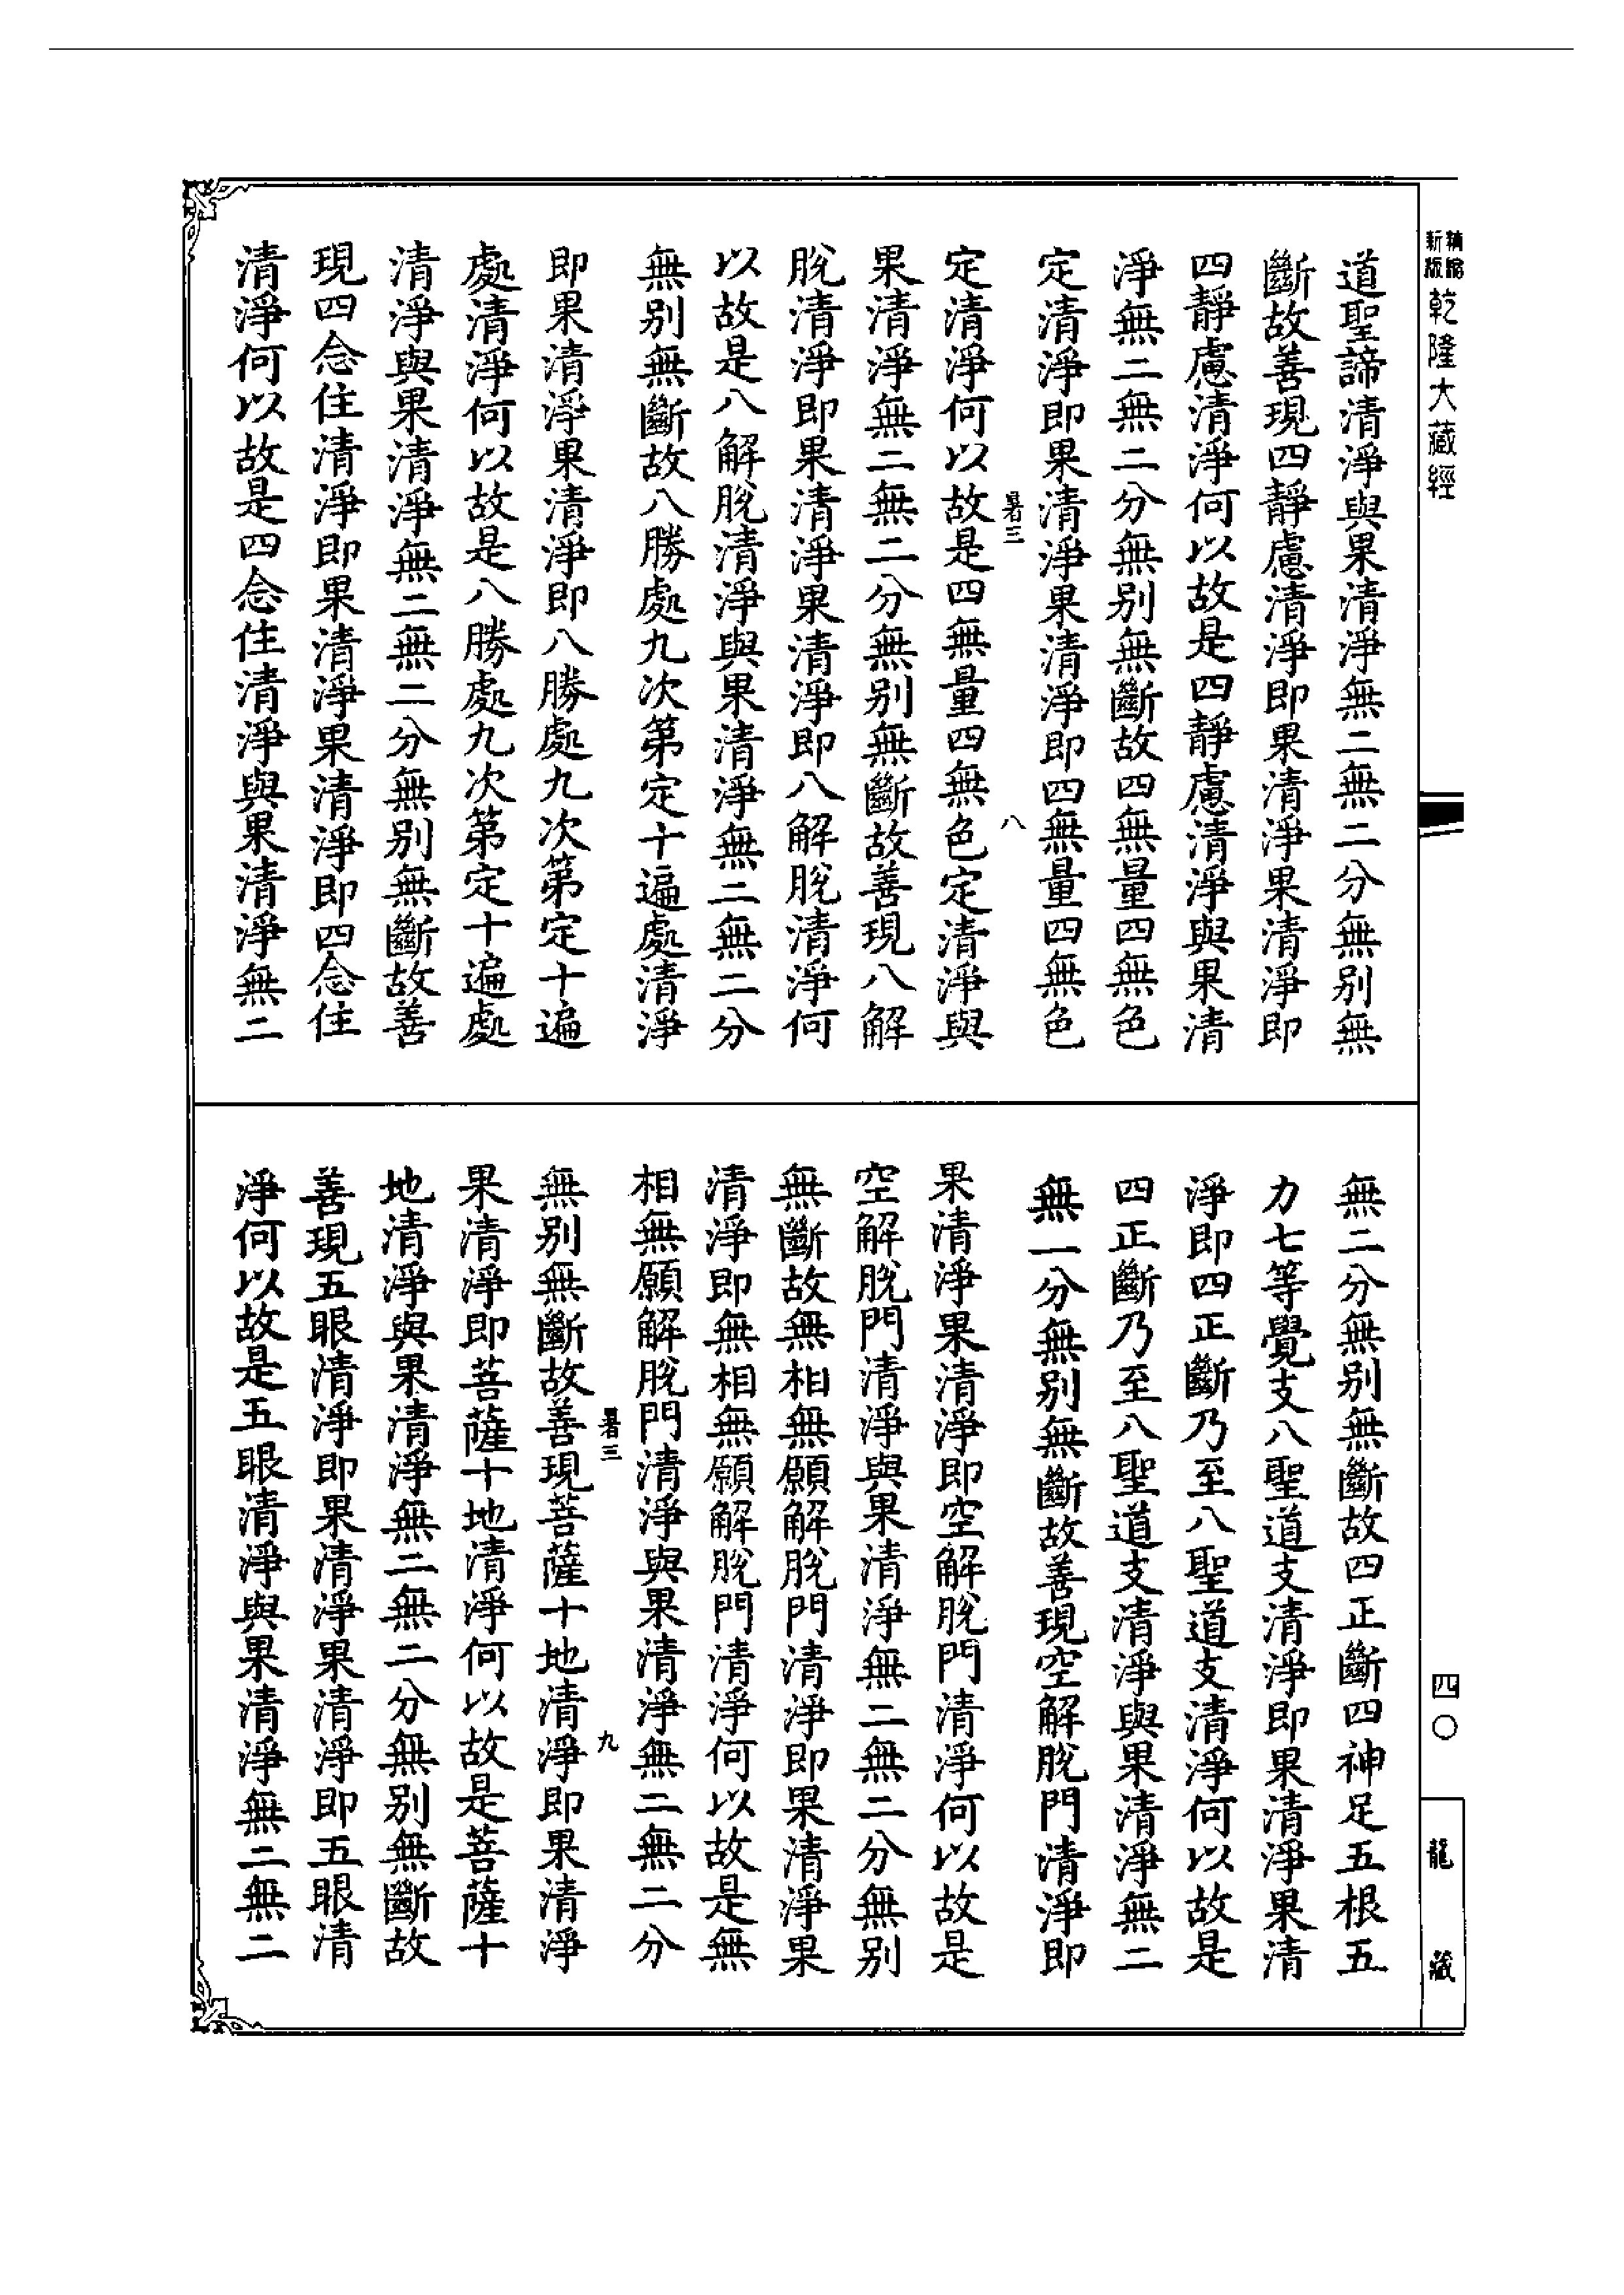 精縮新版乾隆大藏經
道聖諦清淨與果清淨無二無二分無別無
斷故善現四靜慮清淨即果清淨果清淨即
四靜慮清淨何以故是四靜慮清淨與果清
淨無二無二分無別無斷故四無量四無色
定清淨即果清淨果清淨即四無量四無色
暑三 八
定清淨何以故是四無量四無色定清淨與
果清淨無二無二分無別無斷故善現八解
脫清淨即果清淨果清淨即八解脫清淨何
以故是八解脫清淨與果清淨無二無二分
無別無斷故八勝處九次第定十遍處清淨
即果清淨果清淨即八勝處九次第定十遍
處清淨何以故是八勝處九次第定十遍處
清淨與果清淨無二無二分無別無斷故善
現四念住清淨即果清淨果清淨即四念住
清淨何以故是四念住清淨與果清淨無二
無二分無別無斷故四正斷四神足五根五
力七等覺支八聖道支清淨即果清淨果清
淨即四正斷乃至八聖道支清淨何以故是
四正斷乃至八聖道支清淨與果清淨無二
無一分無別無斷故善現空解脫門清淨即
果清淨果清淨即空解脫門清淨何以故是
空解脫門清淨與果清淨無二無二分無別
無斷故無相無願解脫門清淨即果清淨果
清淨即無相無願解脫門清淨何以故是無
相無願解脫門清淨與果清淨無二無二分
暑三 九
無別無斷故善現菩薩十地清淨即果清淨
果清淨即菩薩十地清淨何以故是菩薩十
地清淨與果清淨無二無二分無別無斷故
善現五眼清淨即果清淨果清淨即五眼清
淨何以故是五眼清淨與果清淨無二無二
四〇
龍藏